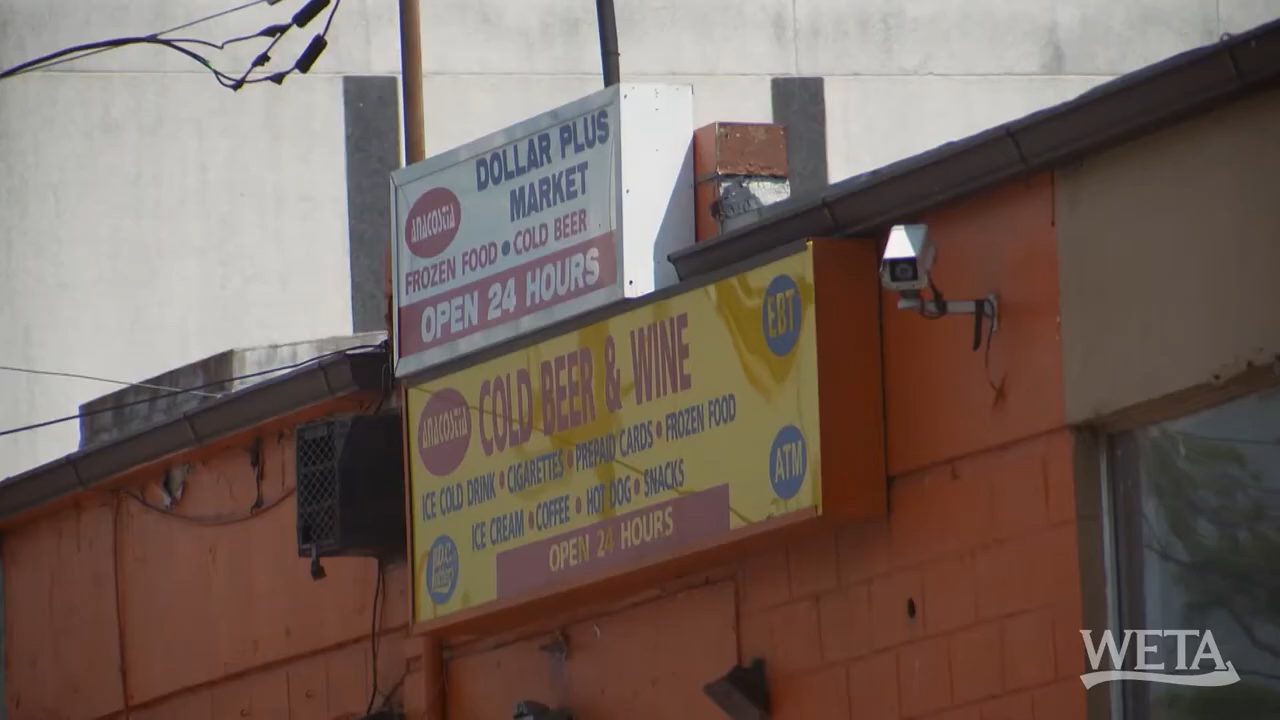 DOLLAR PLUS
MARKET
ANACOSTIA
FROZEN FOOD • COLD BEER
OPEN 24 HOURS
EBT
ANACOSTIA
COLD BEER & WINE
ICE COLD DRINK • CIGARETTES • PREPAID CARDS • FROZEN FOOD
ATM
ICE CREAM • COFFEE • HOT DOG • SNACKS
OPEN 24 HOURS
WETA